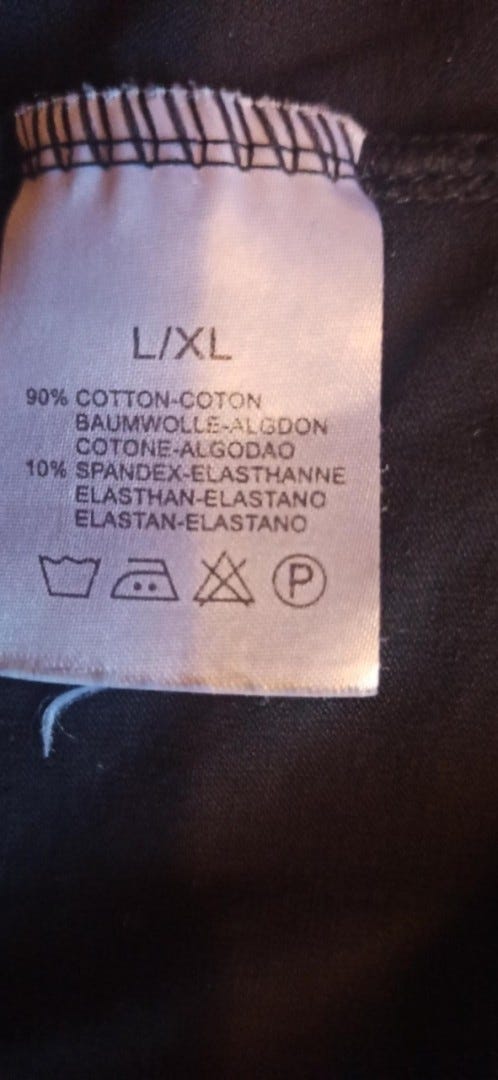 L/XL
90% COTTON-COTON
BAUMWOLLE-ALGDON
COTONE-ALGODAO
10% SPANDEX-ELASTHANNE
ELASTHAN-ELASTANO
ELASTAN-ELASTANO
P